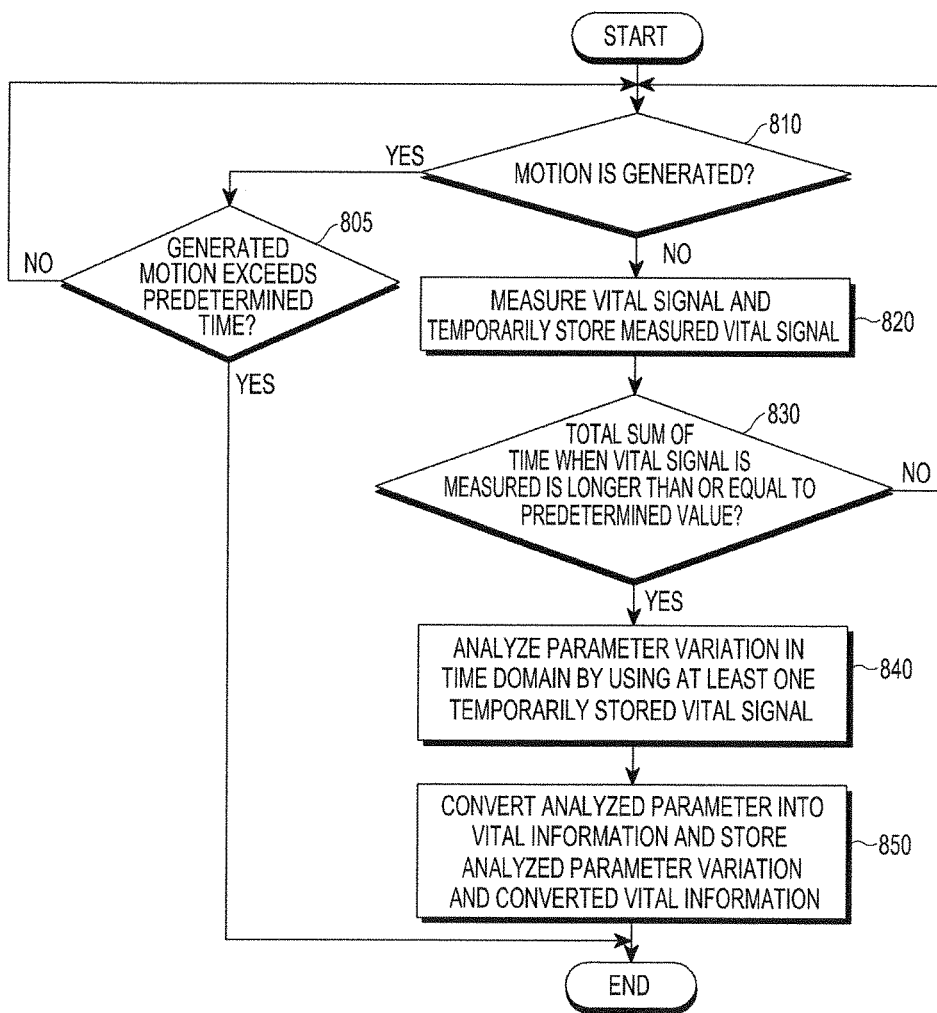 START
810
YES
MOTION IS GENERATED?
805
GENERATED
MOTION EXCEEDS
PREDETERMINED
TIME?
NO
NO
MEASURE VITAL SIGNAL AND
TEMPORARILY STORE MEASURED VITAL SIGNAL
820
YES
830
TOTAL SUM OF
TIME WHEN VITAL SIGNAL IS
MEASURED IS LONGER THAN OR EQUAL TO
PREDETERMINED VALUE?
NO
YES
ANALYZE PARAMETER VARIATION IN
TIME DOMAIN BY USING AT LEAST ONE
TEMPORARILY STORED VITAL SIGNAL
840
CONVERT ANALYZED PARAMETER INTO
VITAL INFORMATION AND STORE
ANALYZED PARAMETER VARIATION
AND CONVERTED VITAL INFORMATION
850
END